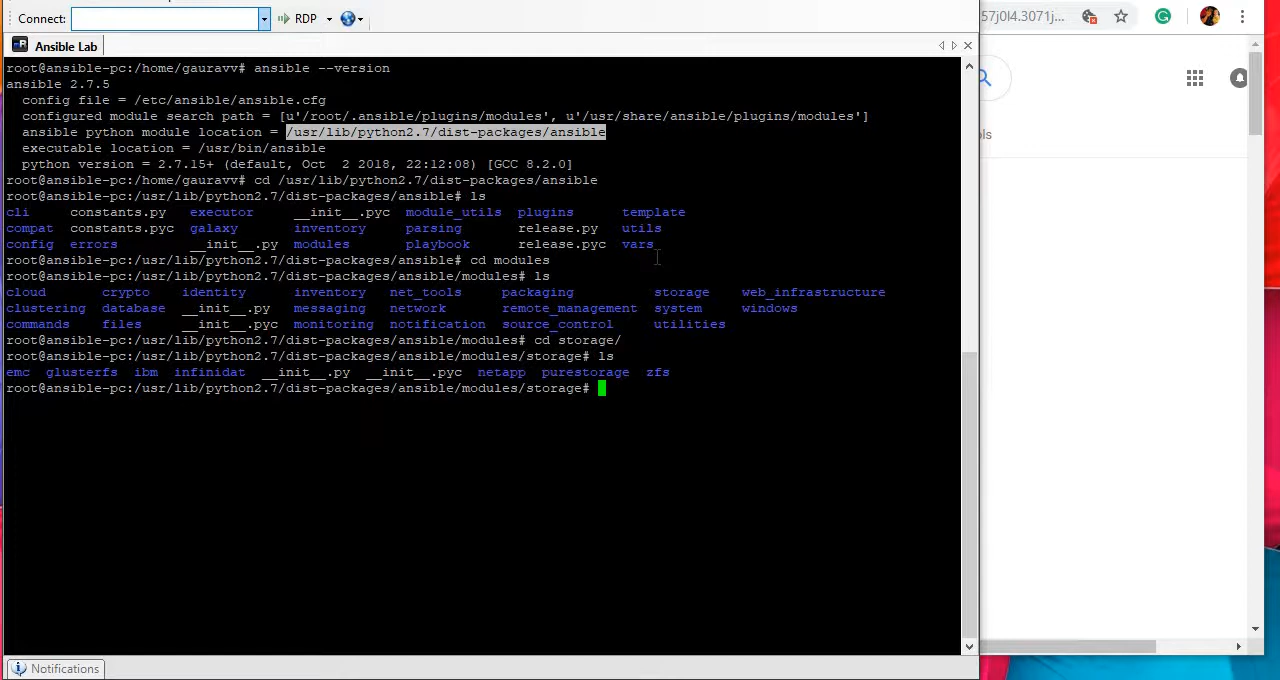 Connect:
RDP
57j0l4.3071j...
Ansible Lab
root@ansible-pc:/home/gauravv# ansible --version
ansible 2.7.5
config file = /etc/ansible/ansible.cfg
configured module search path = [u'/root/.ansible/plugins/modules', u'/usr/share/ansible/plugins/modules']
ansible python module location = /usr/lib/python2.7/dist-packages/ansible
executable location = /usr/bin/ansible
python version = 2.7.15+ (default, Oct  2 2018, 22:12:08) [GCC 8.2.0]
root@ansible-pc:/home/gauravv# cd /usr/lib/python2.7/dist-packages/ansible
root@ansible-pc:/usr/lib/python2.7/dist-packages/ansible# ls
cli constants.py executor __init__.pyc module_utils plugins template
compat constants.pyc galaxy inventory parsing release.py utils
config errors __init__.py modules playbook release.pyc vars
root@ansible-pc:/usr/lib/python2.7/dist-packages/ansible# cd modules
root@ansible-pc:/usr/lib/python2.7/dist-packages/ansible/modules# ls
cloud crypto identity inventory net_tools packaging storage web_infrastructure
clustering database __init__.py messaging network remote_management system windows
commands files __init__.pyc monitoring notification source_control utilities
root@ansible-pc:/usr/lib/python2.7/dist-packages/ansible/modules# cd storage/
root@ansible-pc:/usr/lib/python2.7/dist-packages/ansible/modules/storage# ls
emc glusterfs ibm infinidat __init__.py __init__.pyc netapp purestorage zfs
root@ansible-pc:/usr/lib/python2.7/dist-packages/ansible/modules/storage#
Notifications